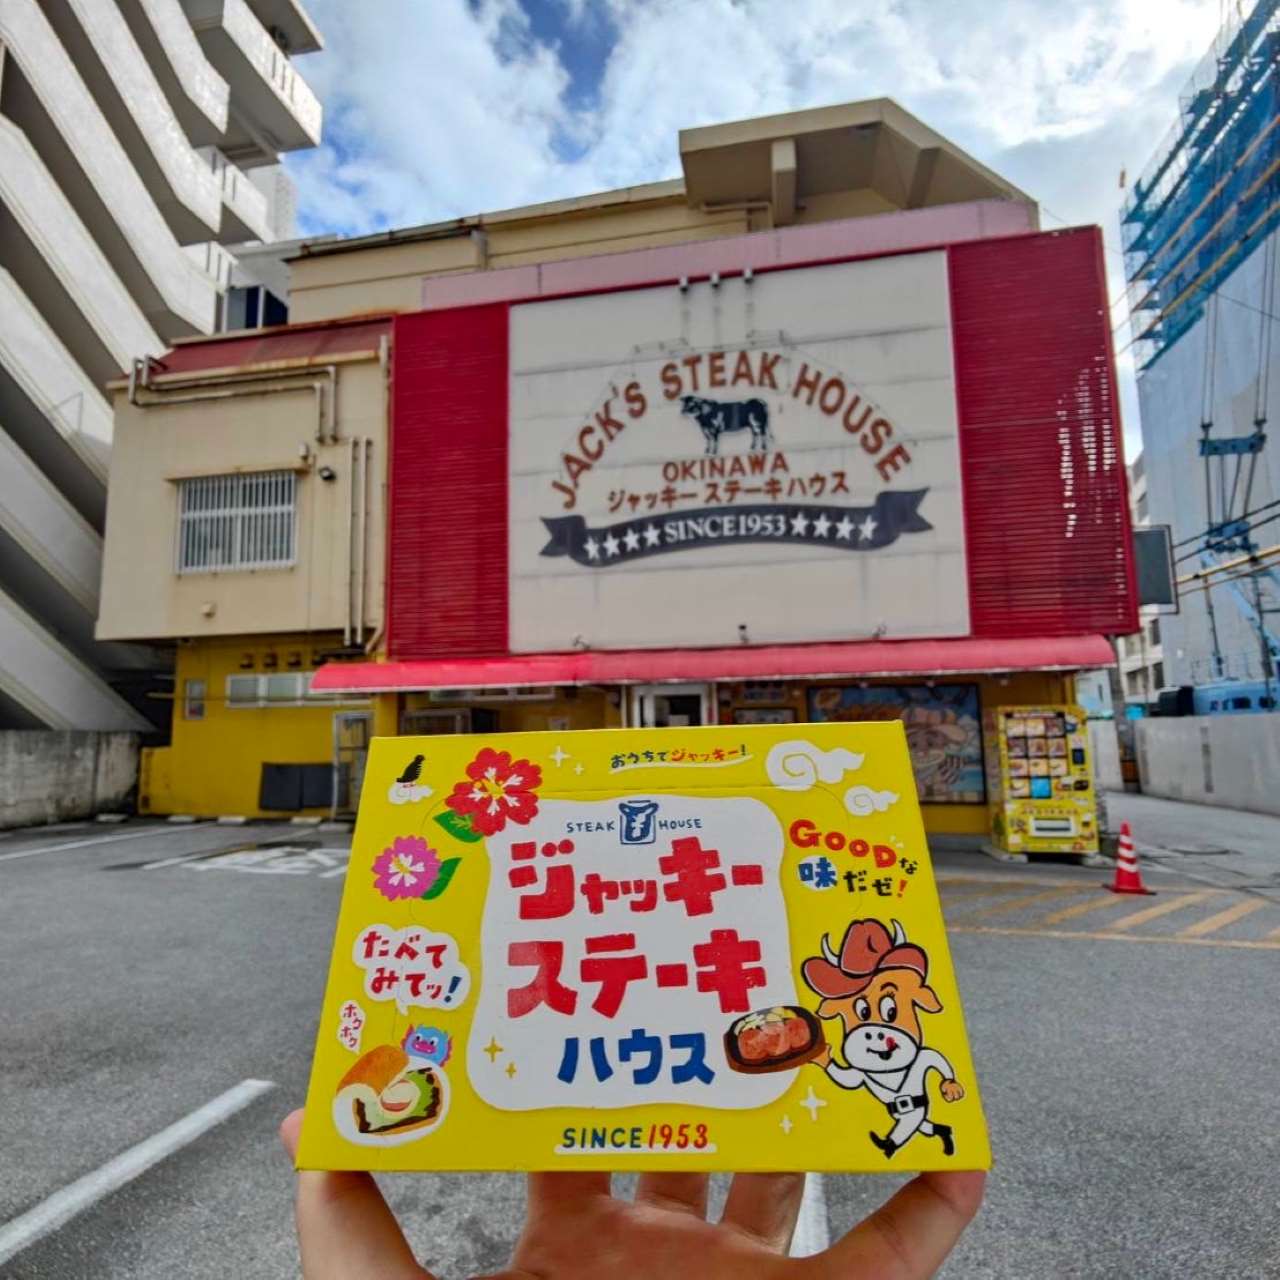 JACK'S STEAK HOUSE
OKINAWA
ジャッキー ステーキハウス
★★★★SINCE1953★★★★
おうちでジャッキー!
STEAK HOUSE
ジャッキー
ステーキ
ハウス
GOODな
味だぜ!
たべて
みてッ!
ホクホク
SINCE 1953